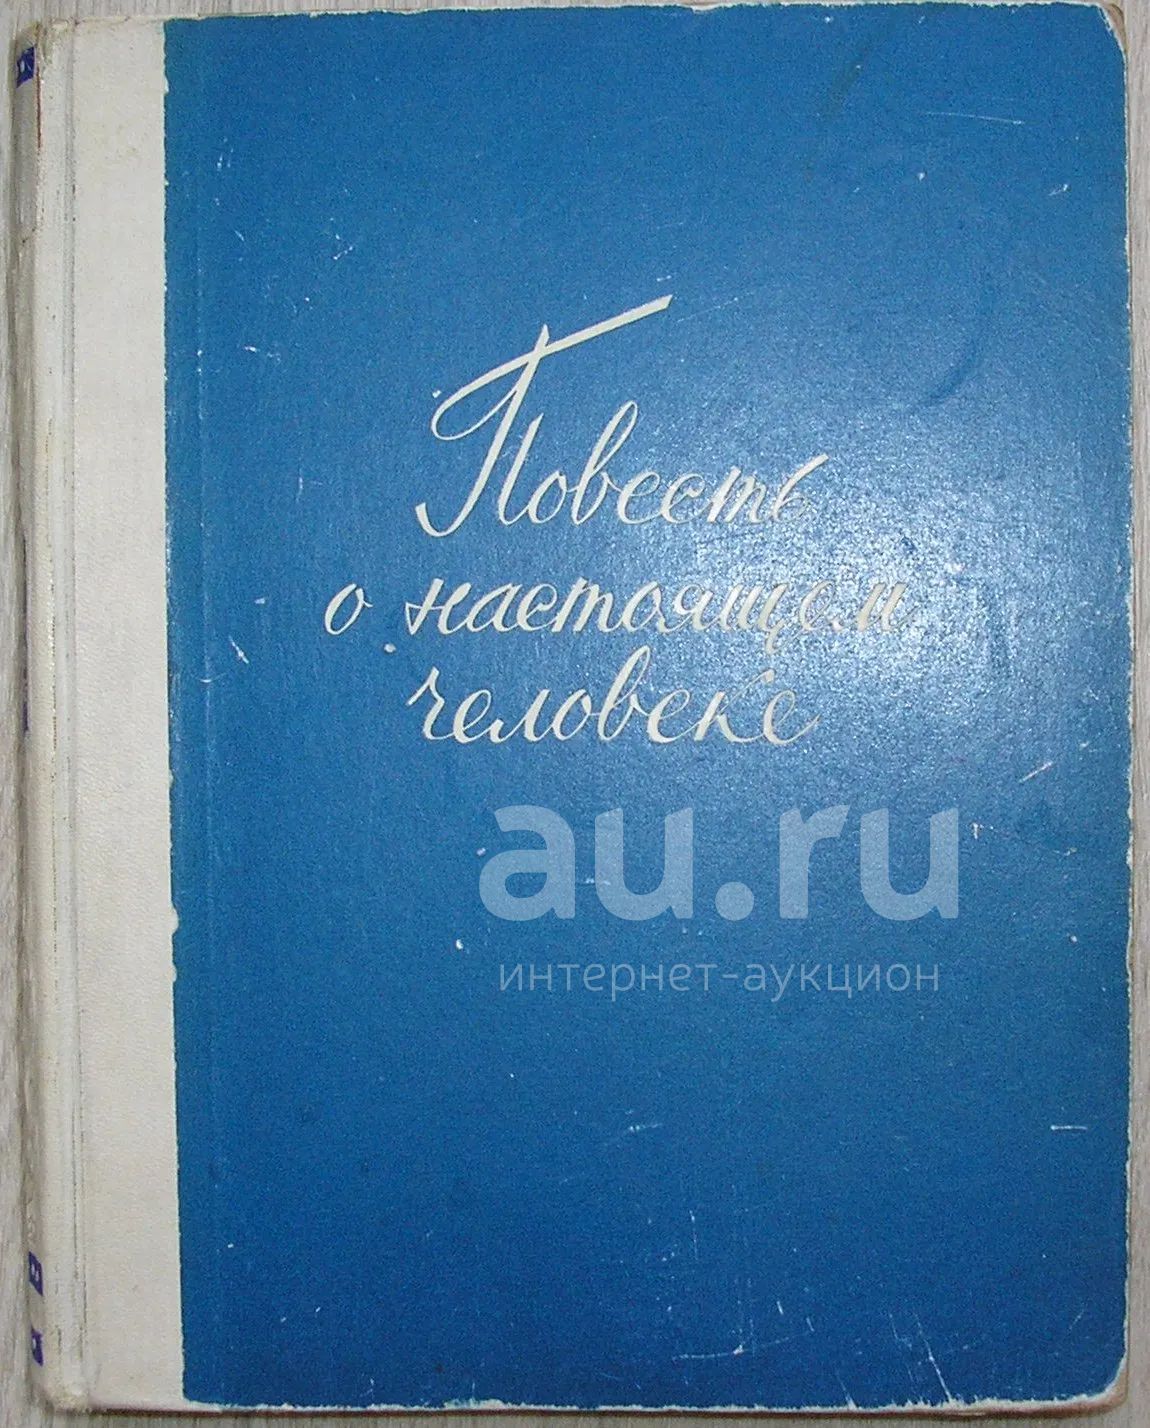 Повесть
о настоящем
человеке
au.ru
интернет-аукцион